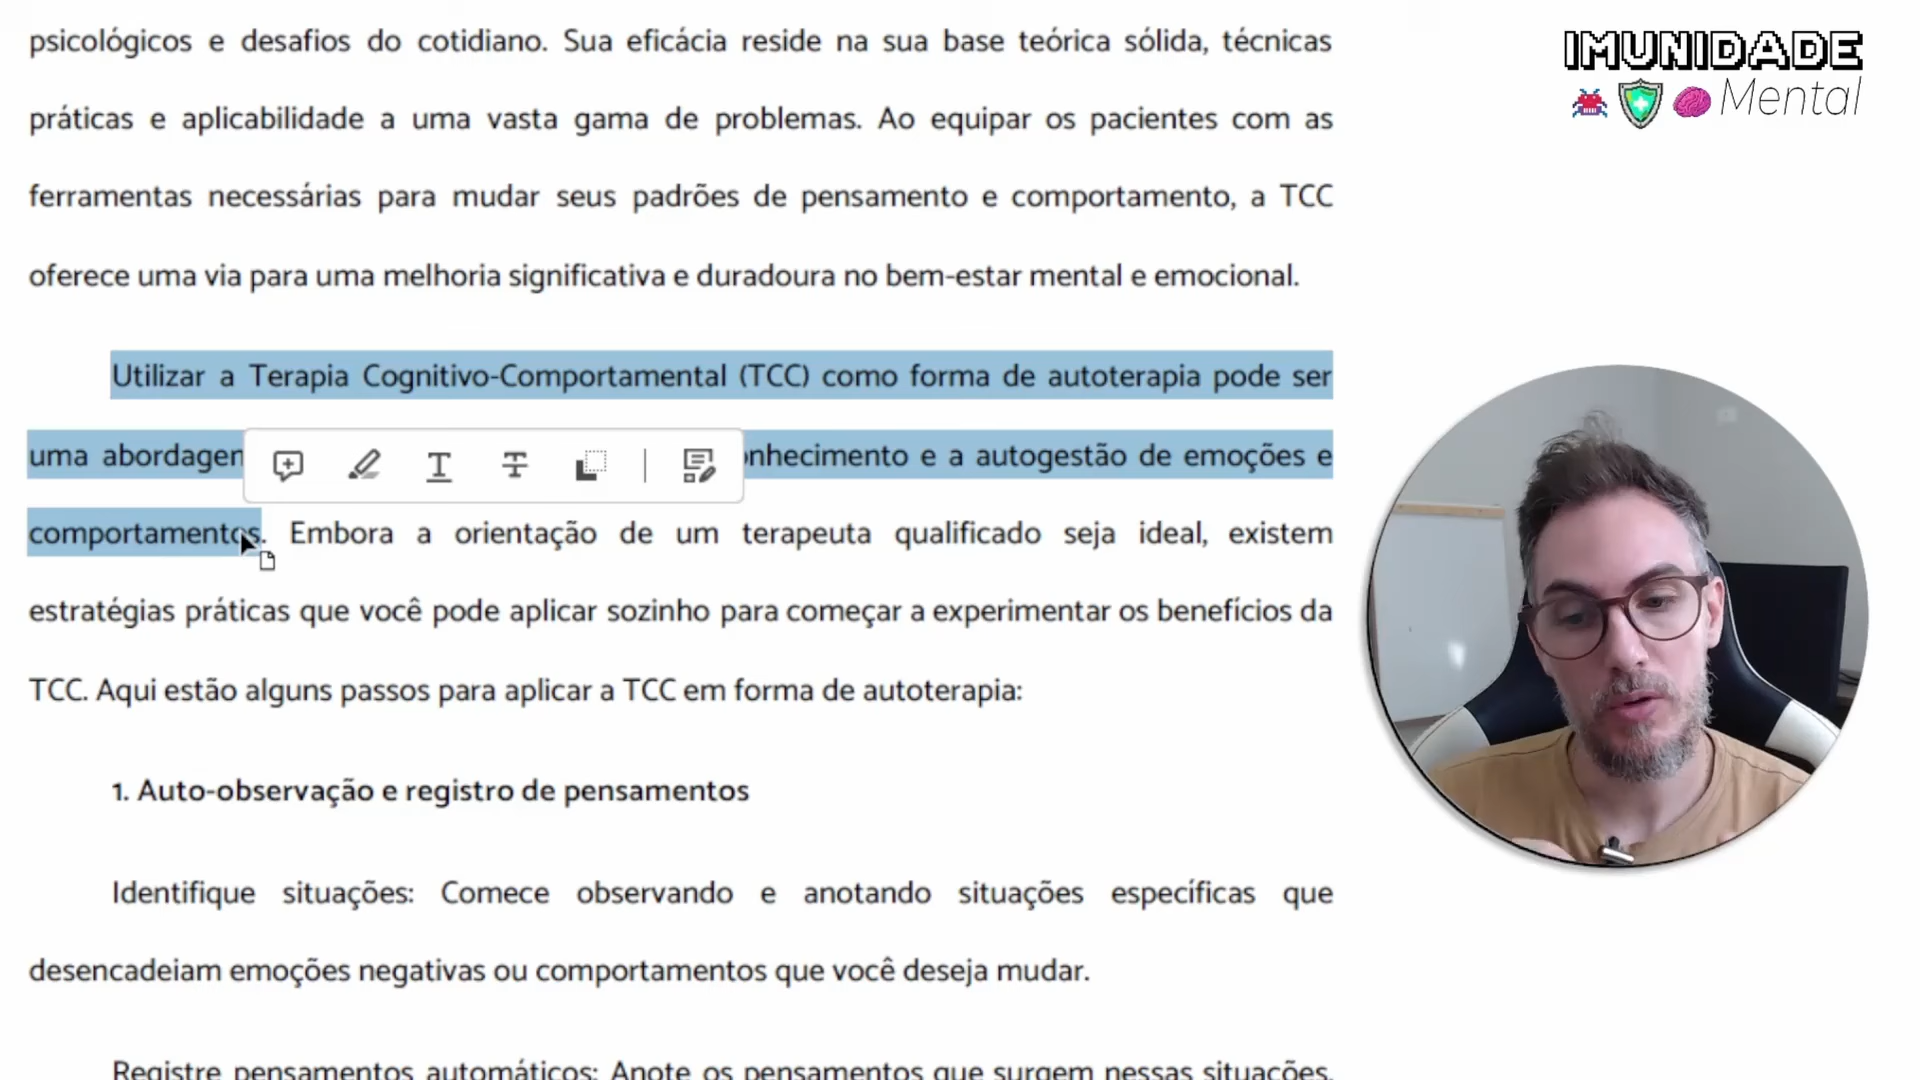 psicológicos e desafios do cotidiano. Sua eficácia reside na sua base teórica sólida, técnicas
práticas e aplicabilidade a uma vasta gama de problemas. Ao equipar os pacientes com as
ferramentas necessárias para mudar seus padrões de pensamento e comportamento, a TCC
oferece uma via para uma melhoria significativa e duradoura no bem-estar mental e emocional.
Utilizar a Terapia Cognitivo-Comportamental (TCC) como forma de autoterapia pode ser
uma abordagem nhecimento e a autogestão de emoções e
comportamentos. Embora a orientação de um terapeuta qualificado seja ideal, existem
estratégias práticas que você pode aplicar sozinho para começar a experimentar os benefícios da
TCC. Aqui estão alguns passos para aplicar a TCC em forma de autoterapia:
1. Auto-observação e registro de pensamentos
Identifique situações: Comece observando e anotando situações específicas que
desencadeiam emoções negativas ou comportamentos que você deseja mudar.
Registre pensamentos automáticos: Anote os pensamentos que surgem nessas situações,
IMUNIDADE
Mental